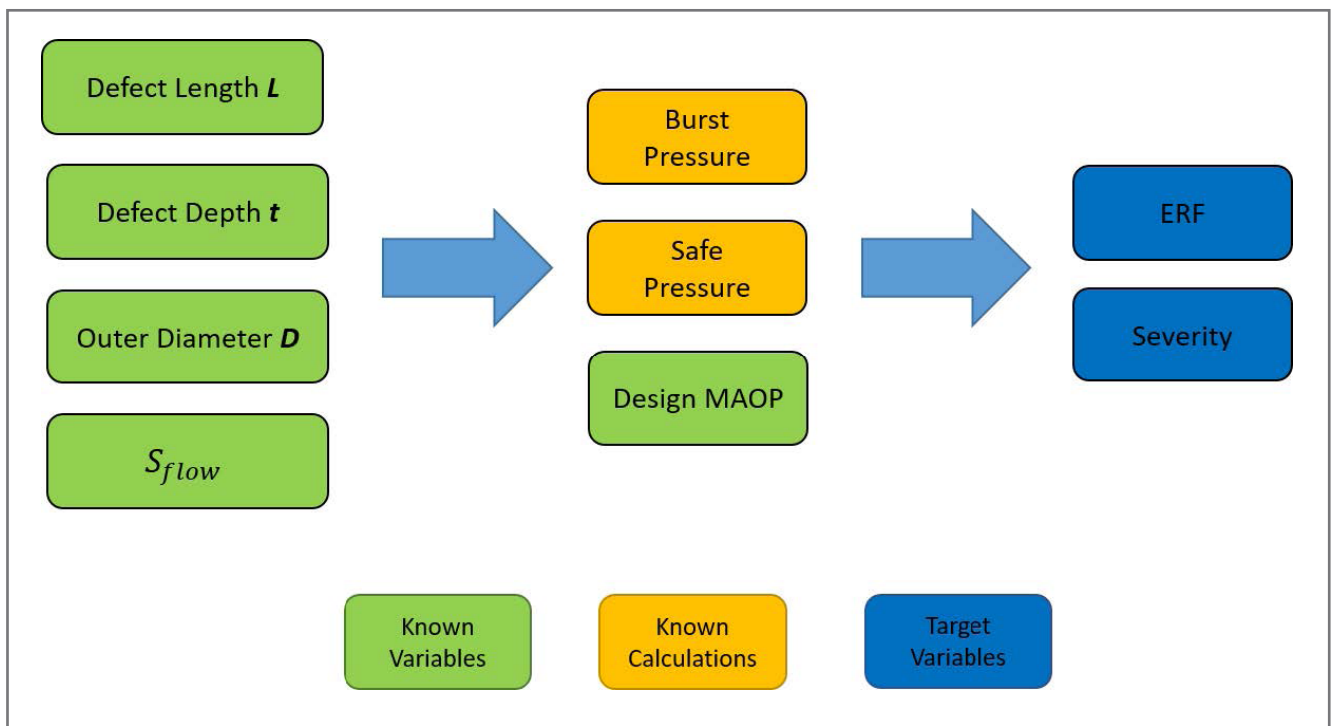 Defect Length L
Defect Depth t
Outer Diameter D
S_flow
Burst
Pressure
Safe
Pressure
Design MAOP
ERF
Severity
Known
Variables
Known
Calculations
Target
Variables